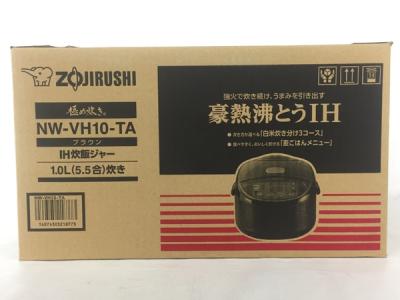 ZOJIRUSHI
極め炊き®
NW-VH10-TA
ブラウン
IH炊飯ジャー
1.0L(5.5合)炊き
NW-VH10-TA
強火で炊き続け、うまみを引き出す
豪熱沸とうIH
炊き方が選べる「白米炊き分け3コース」
食べやすく、おいしく炊ける「麦ごはんメニュー」